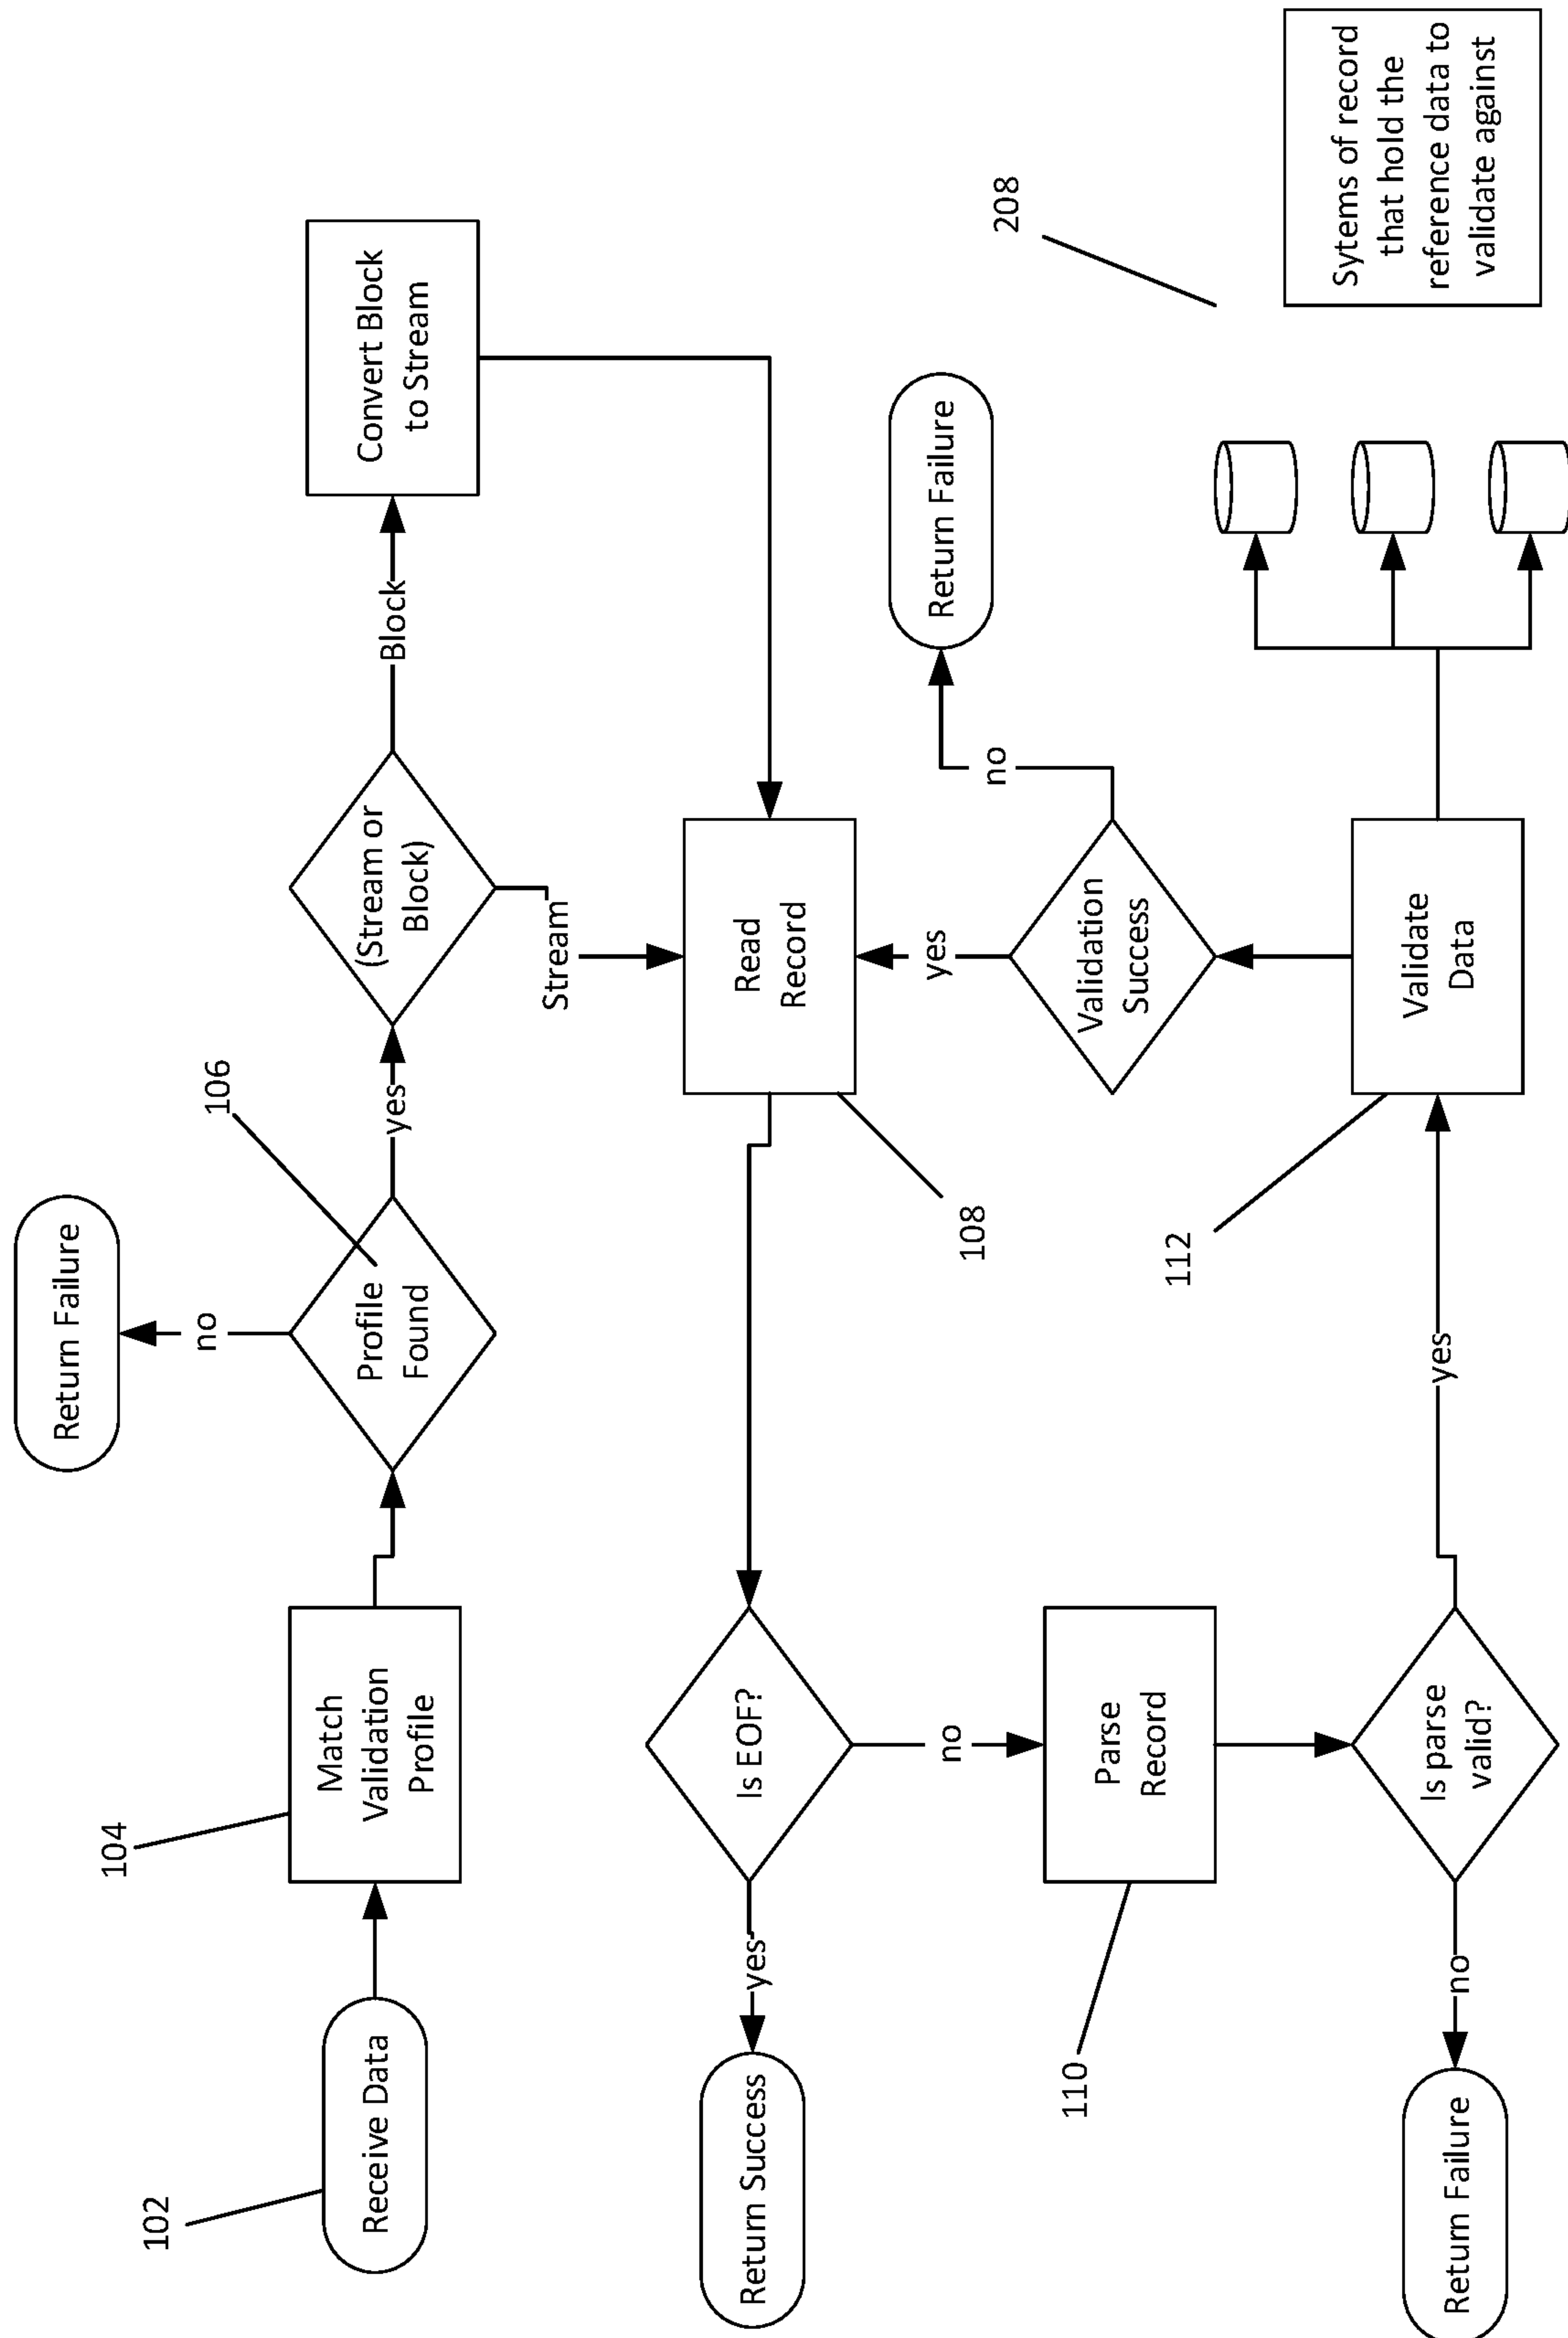 102
Receive Data
104
Match
Validation
Profile
106
Profile
Found
no
Return Failure
yes
(Stream or
Block)
Block
Convert Block
to Stream
Stream
Read
Record
108
Is EOF?
yes
Return Success
no
Parse
Record
110
Is parse
valid?
no
Return Failure
yes
Validate
Data
112
Validation
Success
yes
no
Return Failure
208
Sytems of record
that hold the
reference data to
validate against